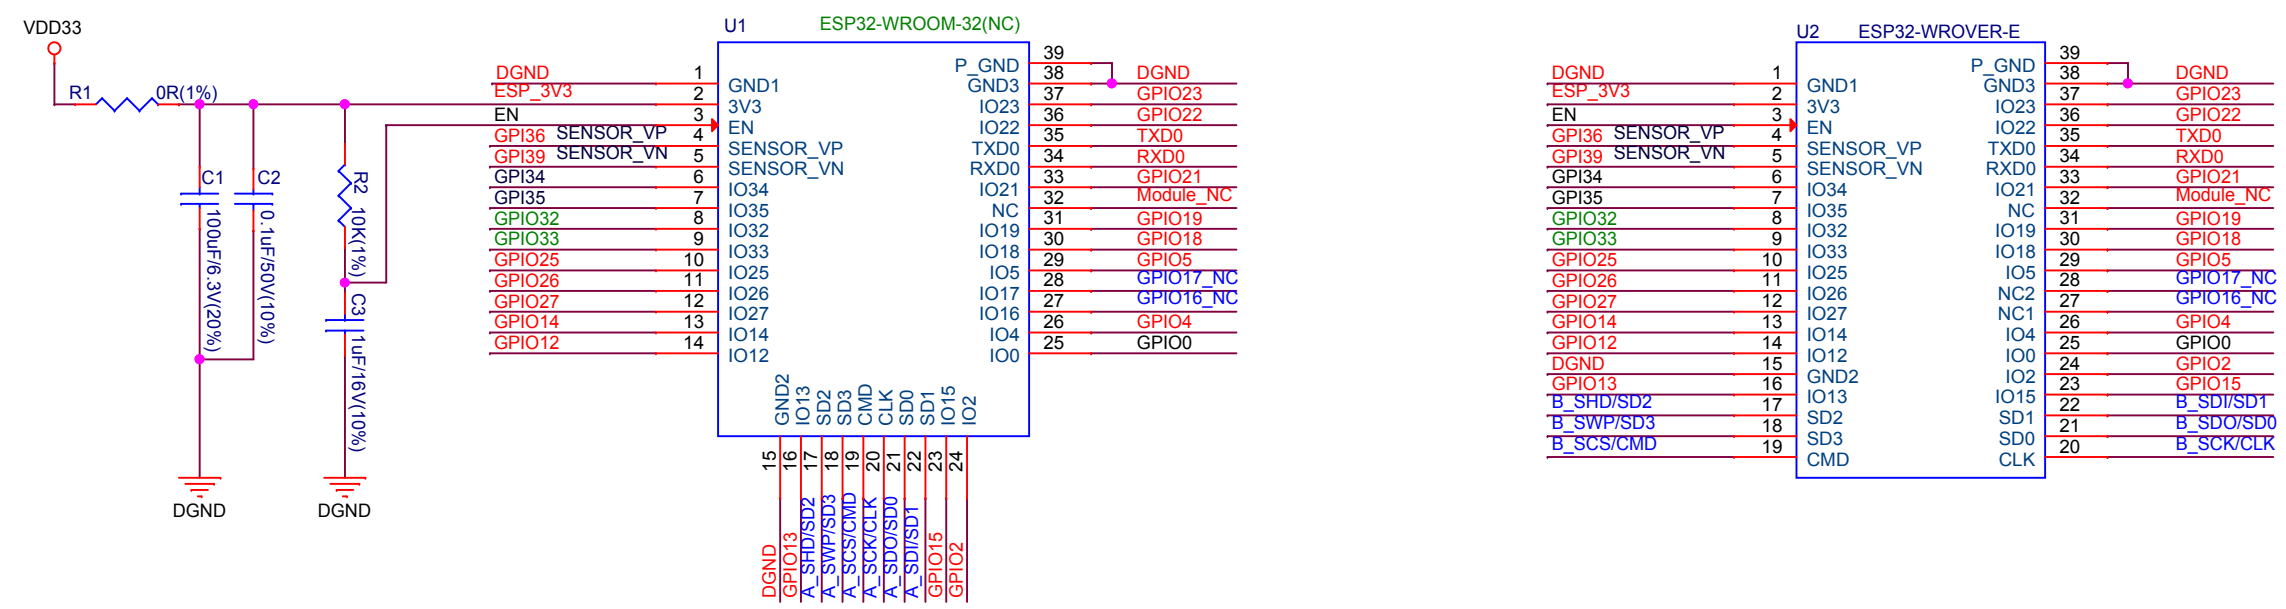 VDD33
R1
0R(1%)
C1
100uF/6.3V(20%)
C2
0.1uF/50V(10%)
R2
10K(1%)
C3
1uF/16V(10%)
DGND
DGND
U1
ESP32-WROOM-32(NC)
DGND 1 GND1
ESP_3V3 2 3V3
EN 3 EN
GPI36 SENSOR_VP 4 SENSOR_VP
GPI39 SENSOR_VN 5 SENSOR_VN
GPI34 6 IO34
GPI35 7 IO35
GPIO32 8 IO32
GPIO33 9 IO33
GPIO25 10 IO25
GPIO26 11 IO26
GPIO27 12 IO27
GPIO14 13 IO14
GPIO12 14 IO12
P_GND 39
GND3 38 DGND
IO23 37 GPIO23
IO22 36 GPIO22
TXD0 35 TXD0
RXD0 34 RXD0
IO21 33 GPIO21
NC 32 Module_NC
IO19 31 GPIO19
IO18 30 GPIO18
IO5 29 GPIO5
IO17 28 GPIO17_NC
IO16 27 GPIO16_NC
IO4 26 GPIO4
IO0 25 GPIO0
GND2 15 DGND
IO13 16 GPIO13
SD2 17 A_SHD/SD2
SD3 18 A_SWP/SD3
CMD 19 A_SCS/CMD
CLK 20 A_SCK/CLK
SD0 21 A_SDO/SD0
SD1 22 A_SDI/SD1
IO15 23 GPIO15
IO2 24 GPIO2
U2
ESP32-WROVER-E
DGND 1 GND1
ESP_3V3 2 3V3
EN 3 EN
GPI36 SENSOR_VP 4 SENSOR_VP
GPI39 SENSOR_VN 5 SENSOR_VN
GPI34 6 IO34
GPI35 7 IO35
GPIO32 8 IO32
GPIO33 9 IO33
GPIO25 10 IO25
GPIO26 11 IO26
GPIO27 12 IO27
GPIO14 13 IO14
GPIO12 14 IO12
DGND 15 GND2
GPIO13 16 IO13
B_SHD/SD2 17 SD2
B_SWP/SD3 18 SD3
B_SCS/CMD 19 CMD
P_GND 39
GND3 38 DGND
IO23 37 GPIO23
IO22 36 GPIO22
TXD0 35 TXD0
RXD0 34 RXD0
IO21 33 GPIO21
NC 32 Module_NC
IO19 31 GPIO19
IO18 30 GPIO18
IO5 29 GPIO5
NC2 28 GPIO17_NC
NC1 27 GPIO16_NC
IO4 26 GPIO4
IO0 25 GPIO0
IO2 24 GPIO2
IO15 23 GPIO15
SD1 22 B_SDI/SD1
SD0 21 B_SDO/SD0
CLK 20 B_SCK/CLK